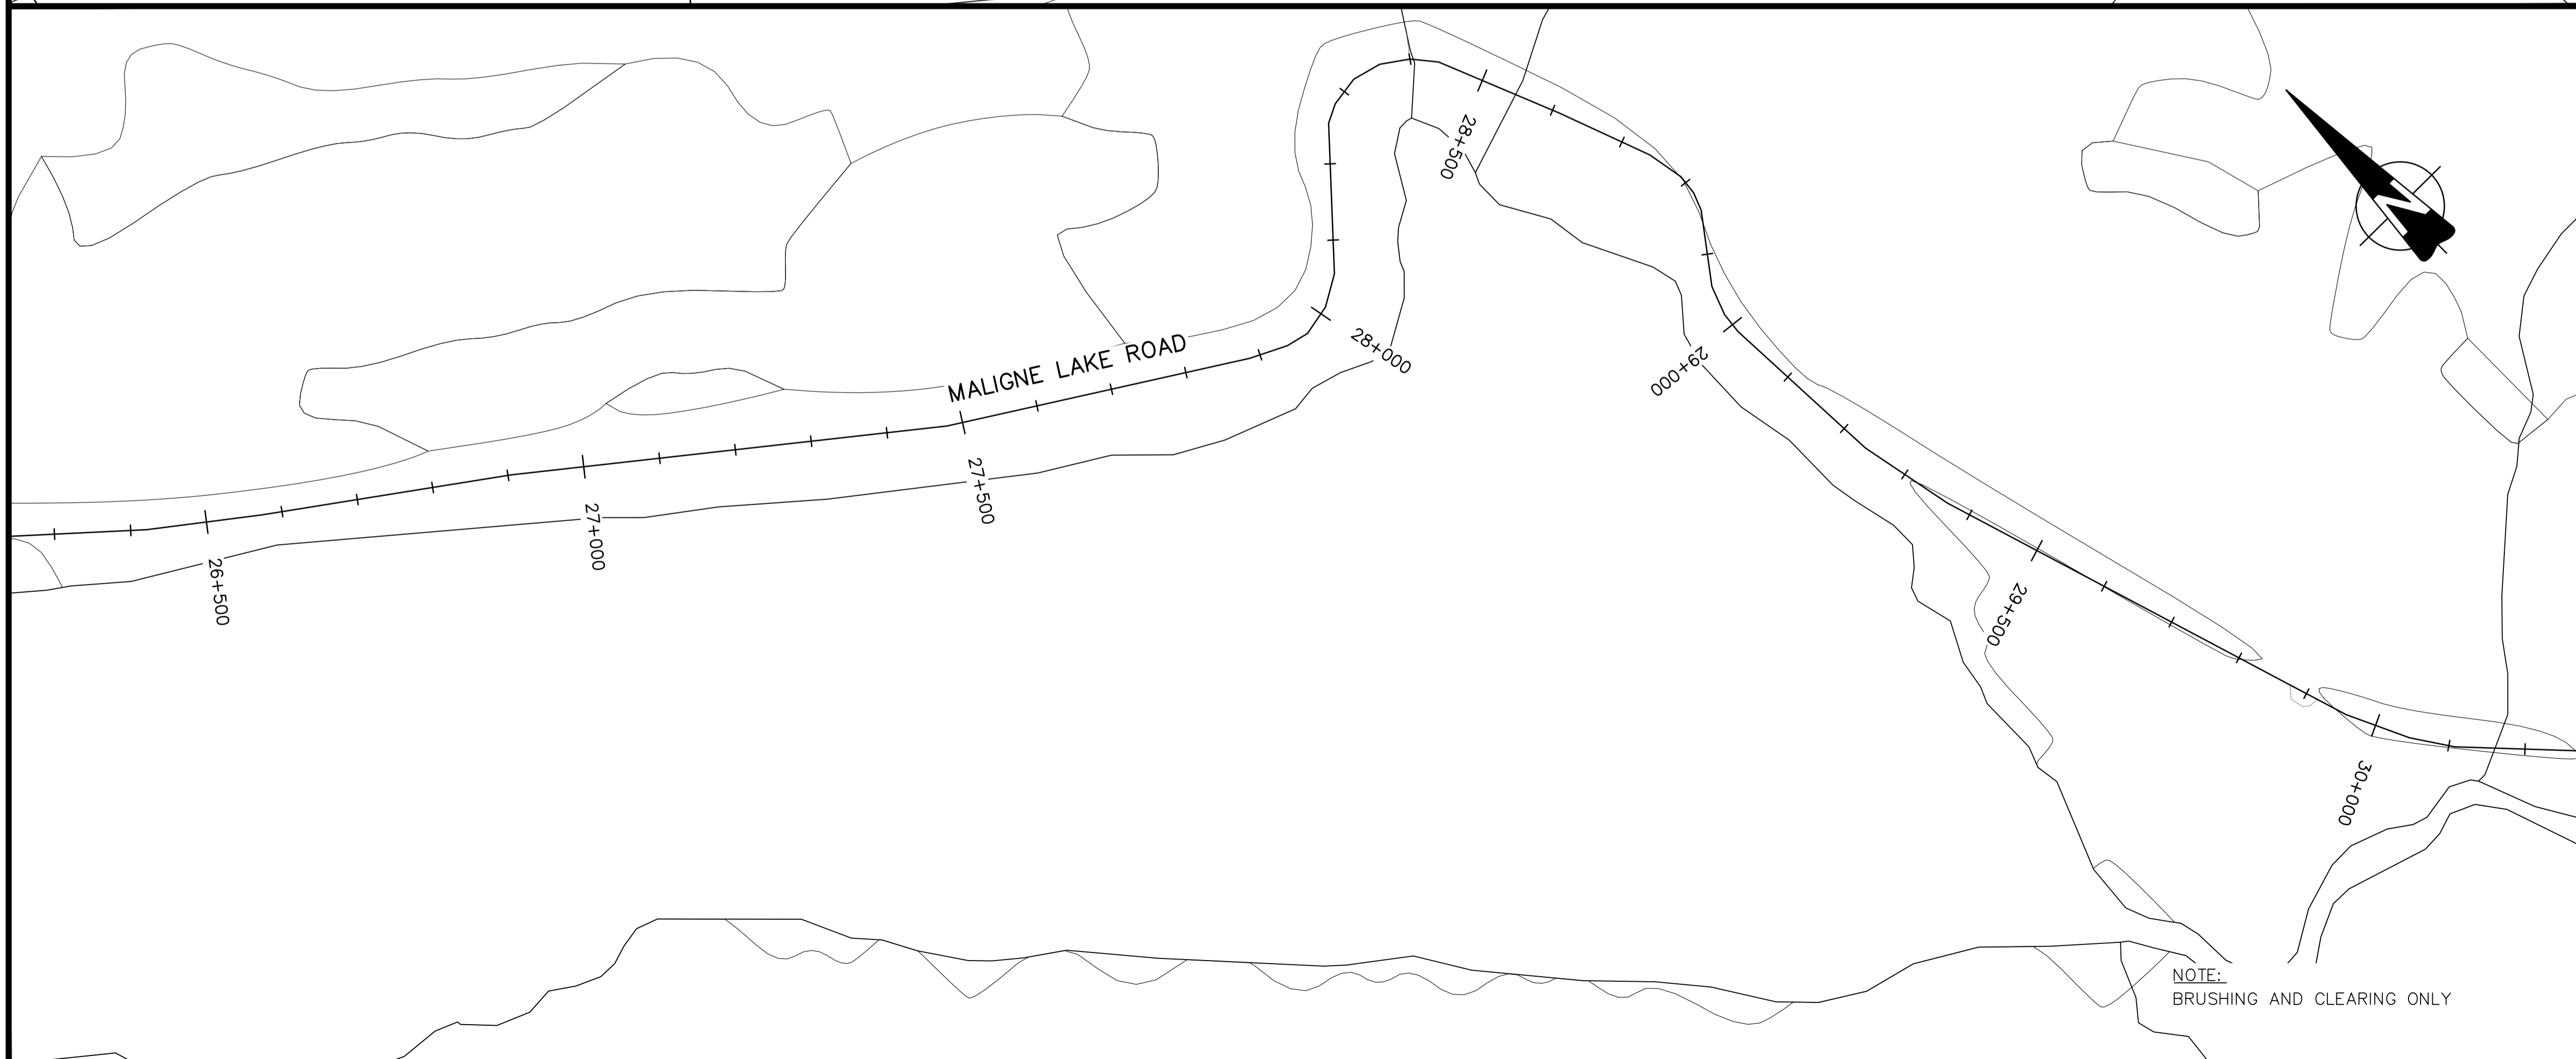 28+500
MALIGNE LAKE ROAD
28+000
29+000
27+500
27+000
26+500
29+500
30+000
N
NOTE:
BRUSHING AND CLEARING ONLY